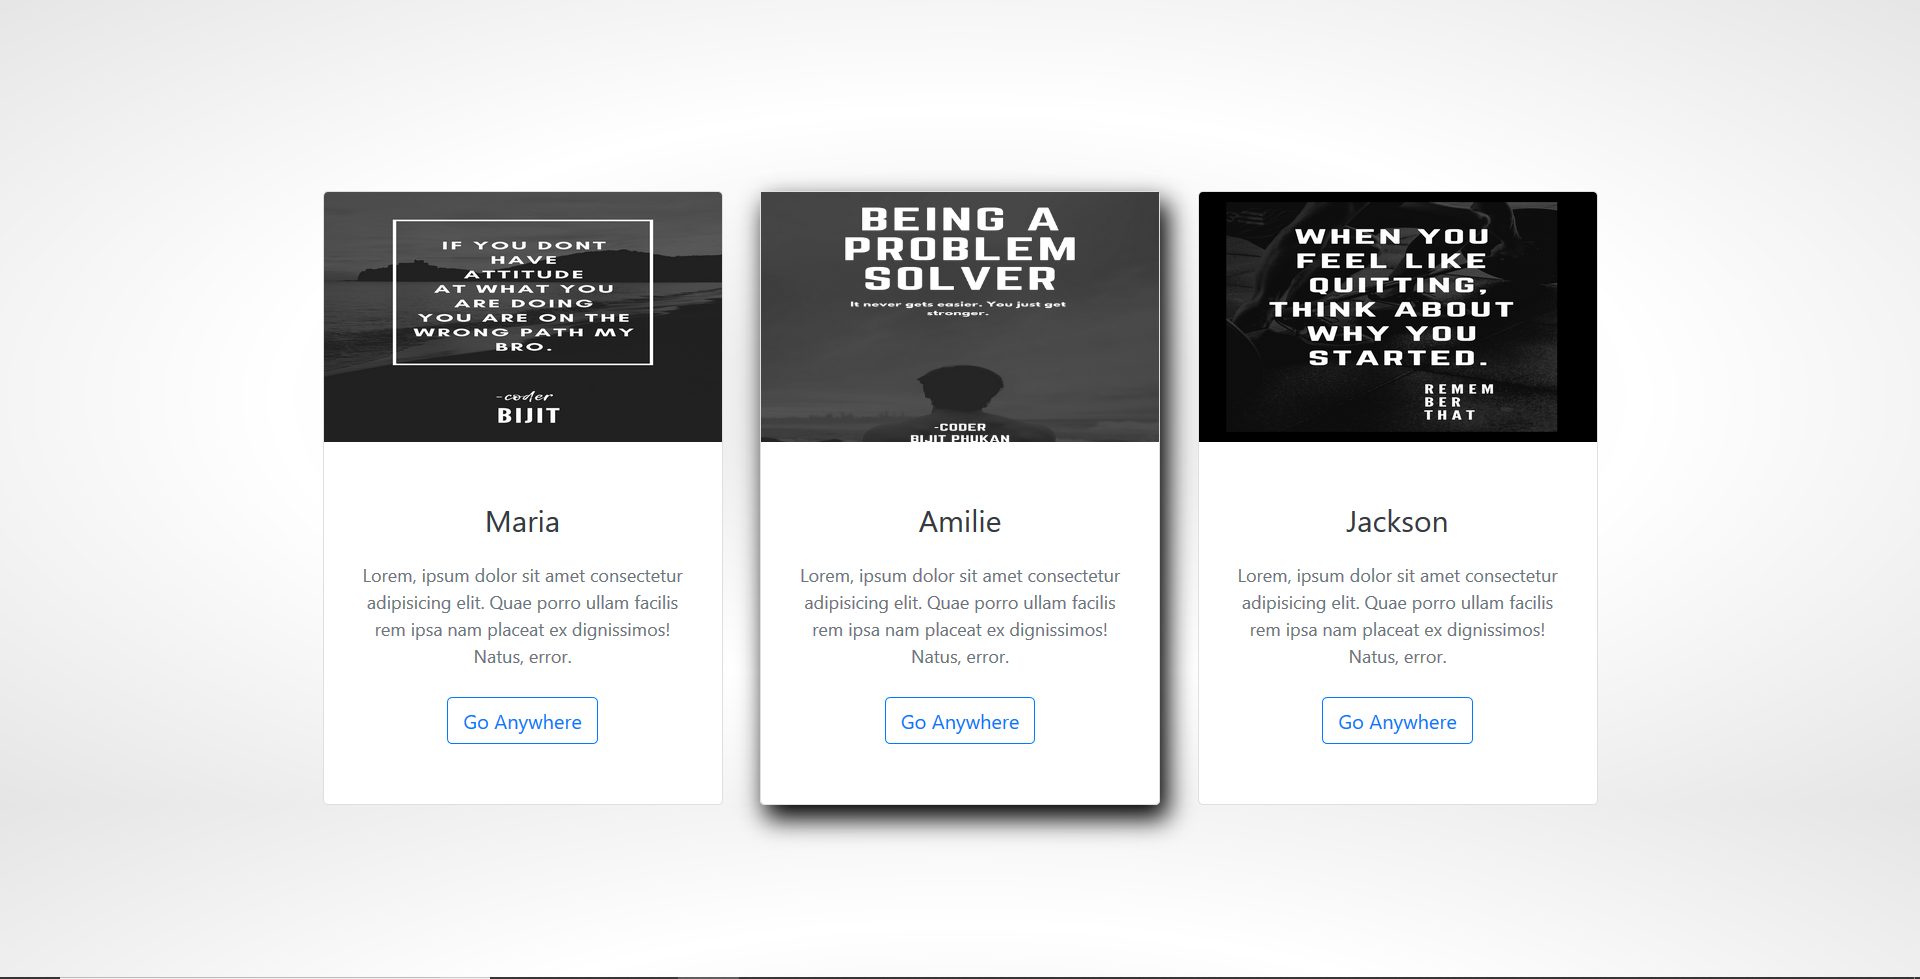 IF YOU DONT
HAVE
ATTITUDE
AT WHAT YOU
ARE DOING
YOU ARE ON THE
WRONG PATH MY
BRO.
-coder
BIJIT
Maria
Lorem, ipsum dolor sit amet consectetur
adipisicing elit. Quae porro ullam facilis
rem ipsa nam placeat ex dignissimos!
Natus, error.
Go Anywhere
BEING A
PROBLEM
SOLVER
It never gets easier. You just get
stronger.
-CODER
BIJIT PHUKAN
Amilie
Lorem, ipsum dolor sit amet consectetur
adipisicing elit. Quae porro ullam facilis
rem ipsa nam placeat ex dignissimos!
Natus, error.
Go Anywhere
WHEN YOU
FEEL LIKE
QUITTING,
THINK ABOUT
WHY YOU
STARTED.
REMEM
BER
THAT
Jackson
Lorem, ipsum dolor sit amet consectetur
adipisicing elit. Quae porro ullam facilis
rem ipsa nam placeat ex dignissimos!
Natus, error.
Go Anywhere